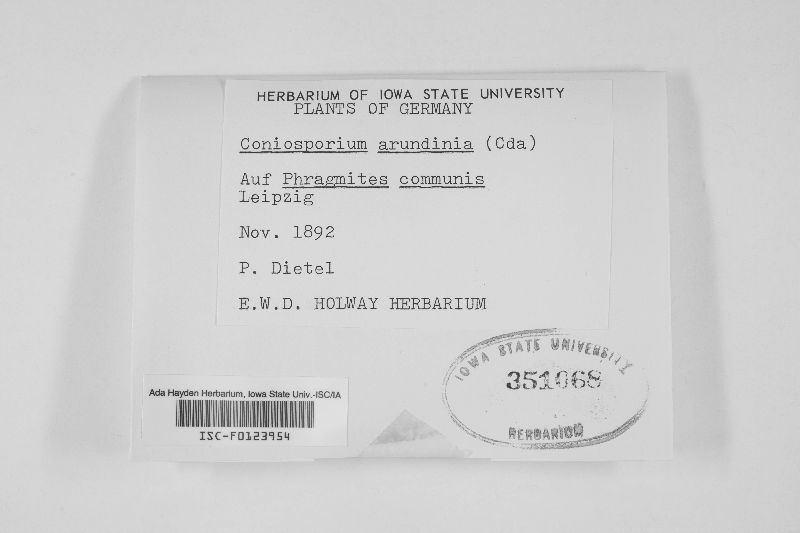 HERBARIUM OF IOWA STATE UNIVERSITY
PLANTS OF GERMANY
Coniosporium arundinia (Cda)
Auf Phragmites communis
Leipzig
Nov. 1892
P. Dietel
E.W.D. HOLWAY HERBARIUM
IOWA STATE UNIVERSITY
351068
HERBARIUM
Ada Hayden Herbarium, Iowa State Univ.-ISC/IA
ISC-F0123954